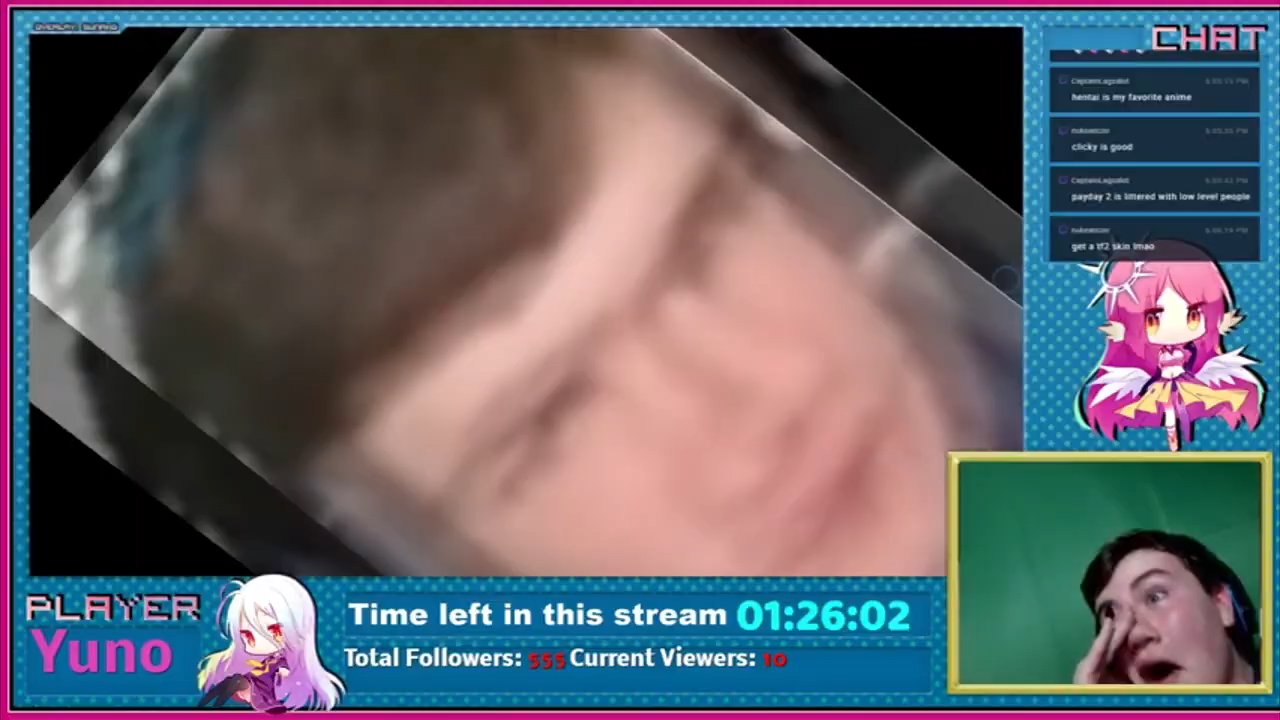 CHAT
hentai is my favorite anime
clicky is good
payday 2 is littered with low level people
get a tf2 skin lmao
PLAYER
Yuno
Time left in this stream 01:26:02
Total Followers: 555 Current Viewers: 10